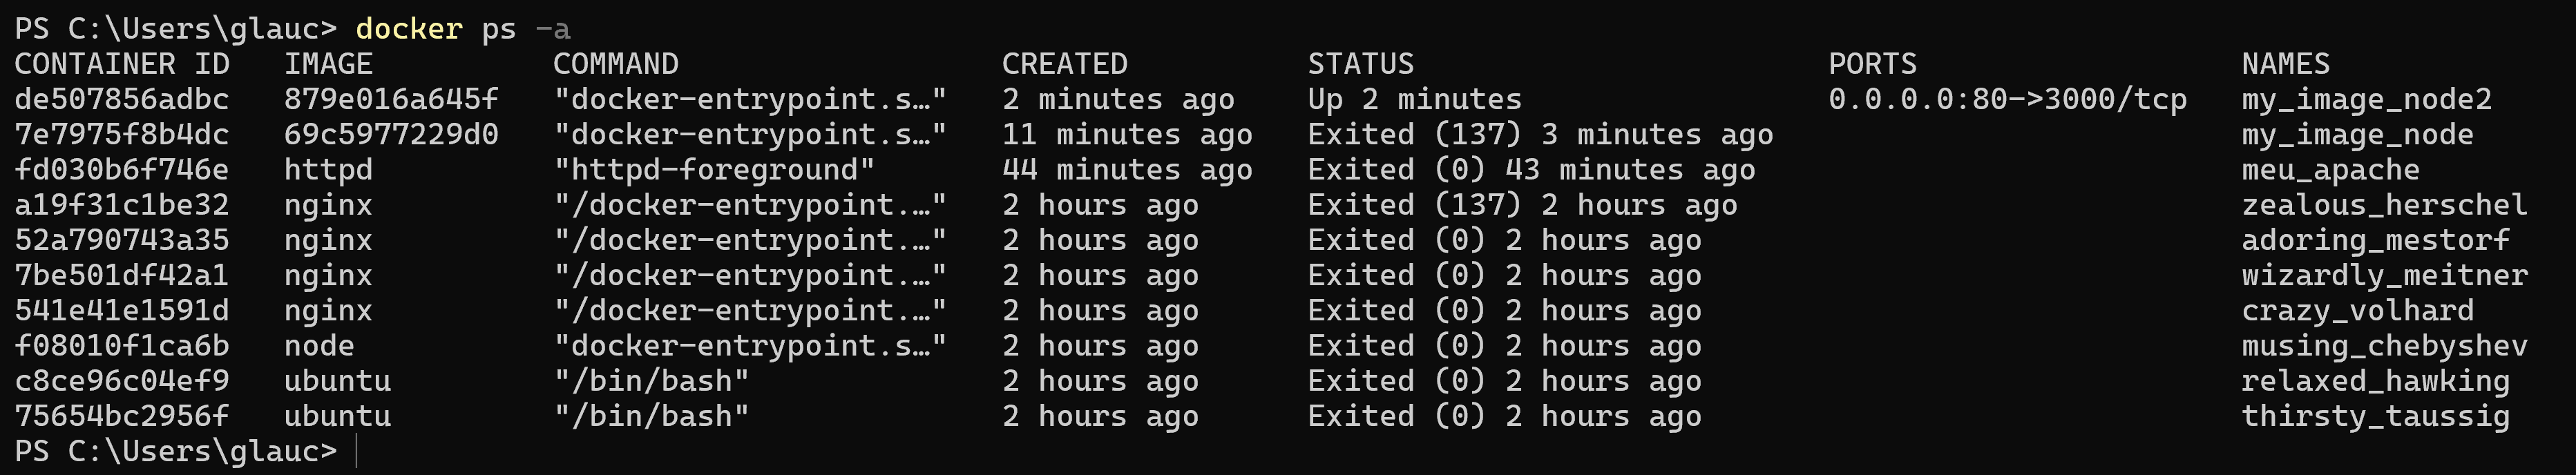 PS C:\Users\glauc> docker ps -a
CONTAINER ID   IMAGE          COMMAND                  CREATED          STATUS                       PORTS                  NAMES
de507856adbc   879e016a645f   "docker-entrypoint.s…"   2 minutes ago    Up 2 minutes                 0.0.0.0:80->3000/tcp   my_image_node2
7e7975f8b4dc   69c5977229d0   "docker-entrypoint.s…"   11 minutes ago   Exited (137) 3 minutes ago                          my_image_node
fd030b6f746e   httpd          "httpd-foreground"       44 minutes ago   Exited (0) 43 minutes ago                           meu_apache
a19f31c1be32   nginx          "/docker-entrypoint.…"   2 hours ago      Exited (137) 2 hours ago                            zealous_herschel
52a790743a35   nginx          "/docker-entrypoint.…"   2 hours ago      Exited (0) 2 hours ago                              adoring_mestorf
7be501df42a1   nginx          "/docker-entrypoint.…"   2 hours ago      Exited (0) 2 hours ago                              wizardly_meitner
541e41e1591d   nginx          "/docker-entrypoint.…"   2 hours ago      Exited (0) 2 hours ago                              crazy_volhard
f08010f1ca6b   node           "docker-entrypoint.s…"   2 hours ago      Exited (0) 2 hours ago                              musing_chebyshev
c8ce96c04ef9   ubuntu         "/bin/bash"              2 hours ago      Exited (0) 2 hours ago                              relaxed_hawking
75654bc2956f   ubuntu         "/bin/bash"              2 hours ago      Exited (0) 2 hours ago                              thirsty_taussig
PS C:\Users\glauc>